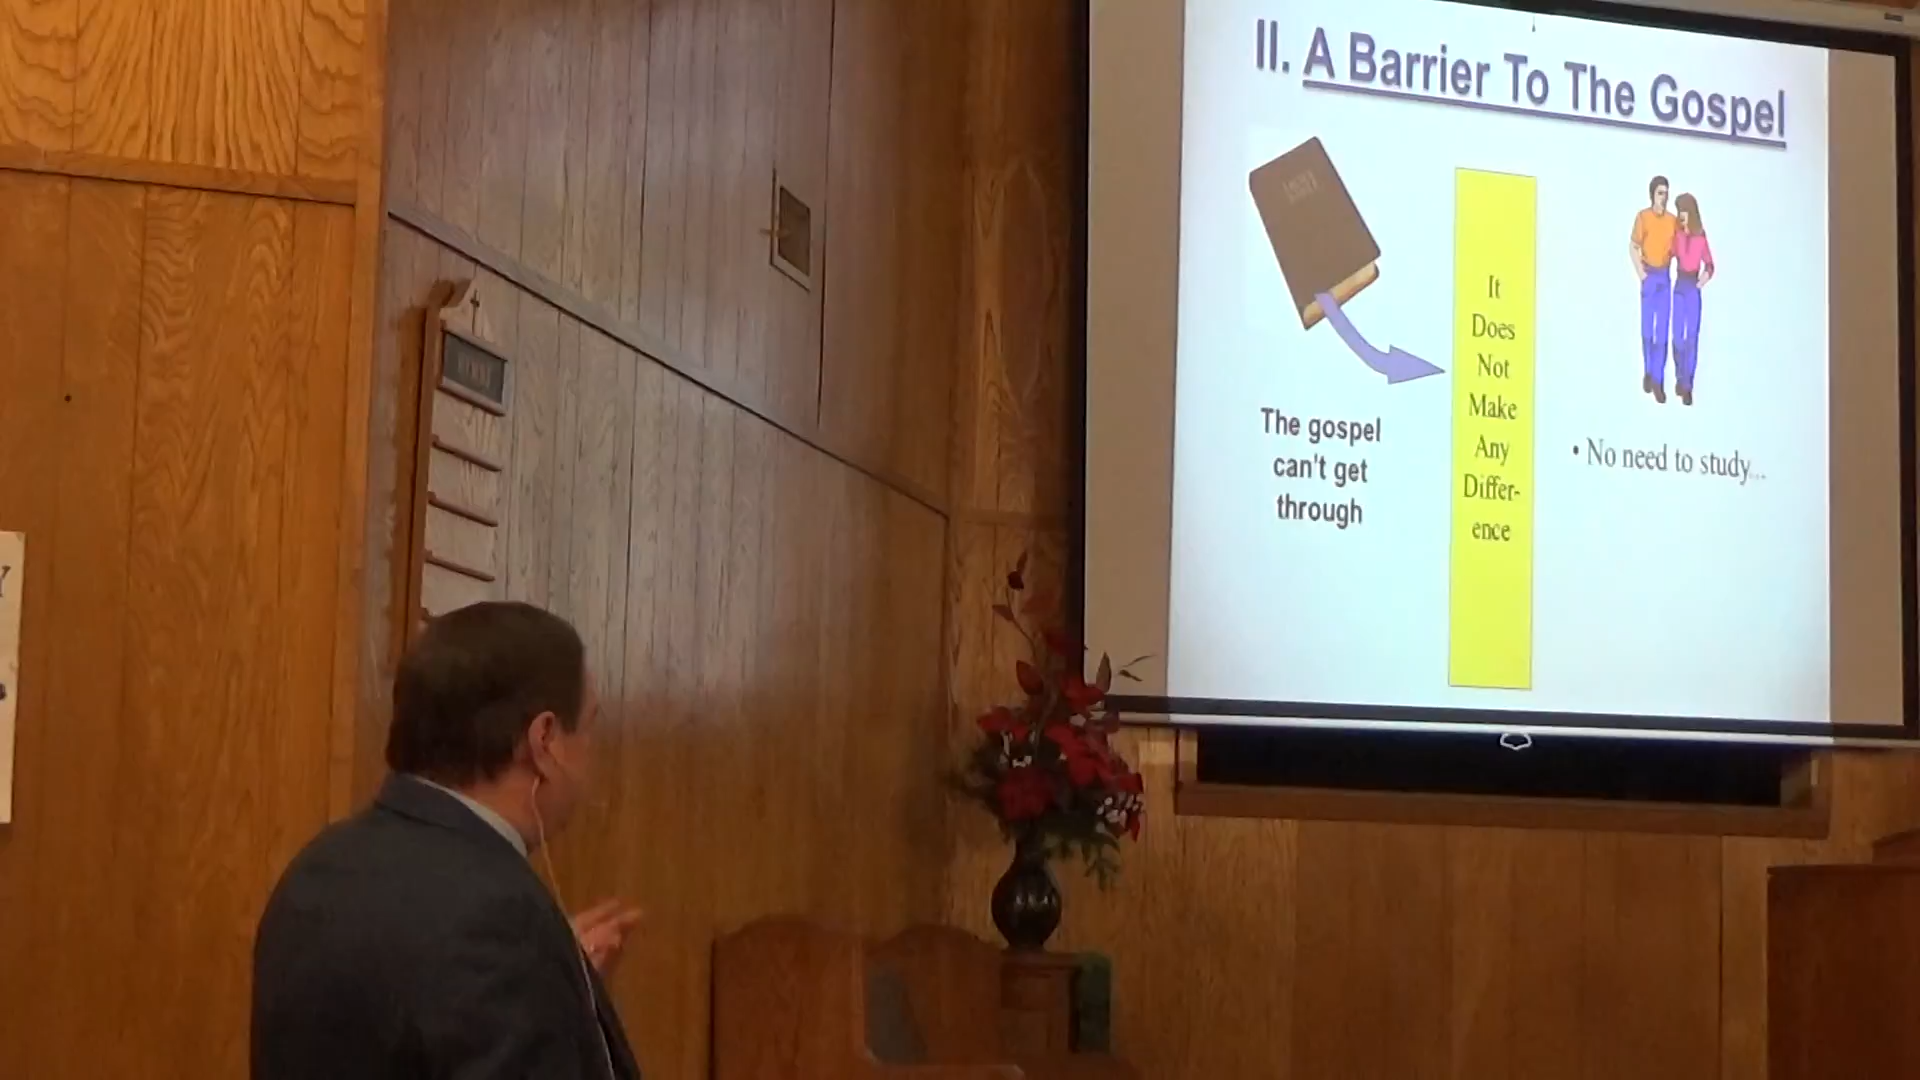 II. A Barrier To The Gospel
The gospel
can't get
through
It
Does
Not
Make
Any
Differ-
ence
• No need to study...